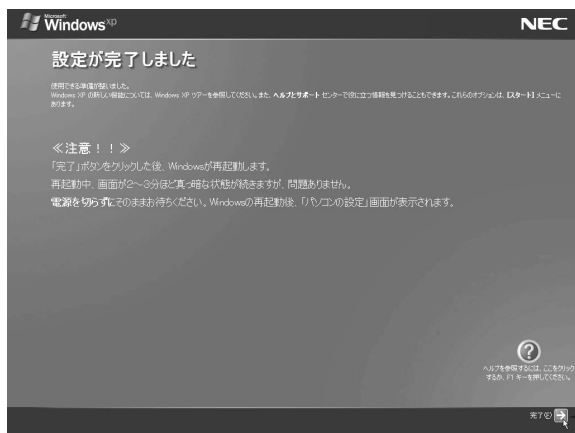 Microsoft
Windows xp
NEC
設定が完了しました
使用できる準備が整いました。
Windows XP の新しい機能については、Windows XP ツアーを参照してください。また、ヘルプとサポート センターで役に立つ情報を見つけることもできます。これらのオプションは、[スタート] メニューに
あります。
≪注意！！≫
「完了」ボタンをクリックした後、Windowsが再起動します。
再起動中、画面が2～3分ほど真っ暗な状態が続きますが、問題ありません。
電源を切らずにそのままお待ちください。Windowsの再起動後、「パソコンの設定」画面が表示されます。
?
ヘルプを参照するには、ここをクリック
するか、F1 キーを押してください。
完了(F)